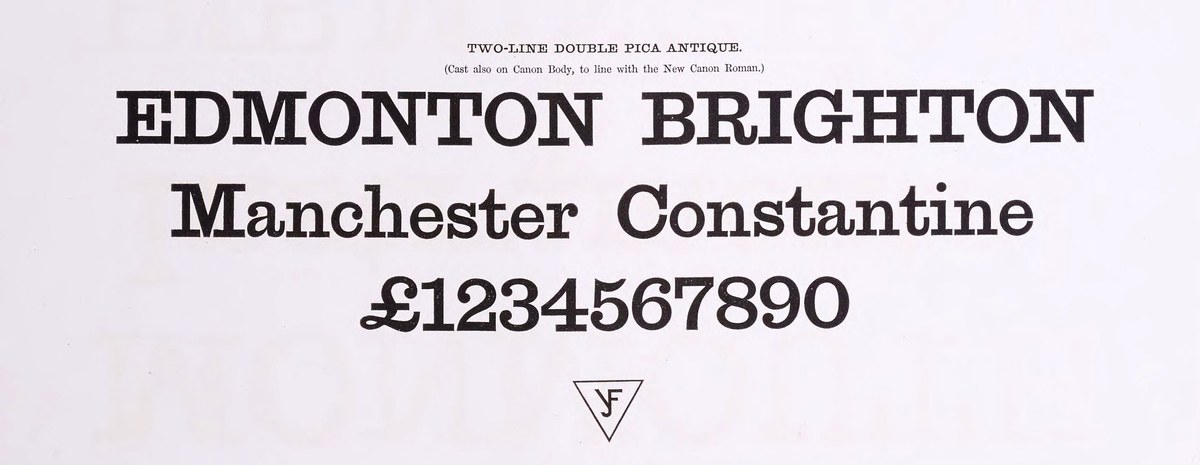 TWO-LINE DOUBLE PICA ANTIQUE.
(Cast also on Canon Body, to line with the New Canon Roman.)
EDMONTON BRIGHTON
Manchester Constantine
£1234567890